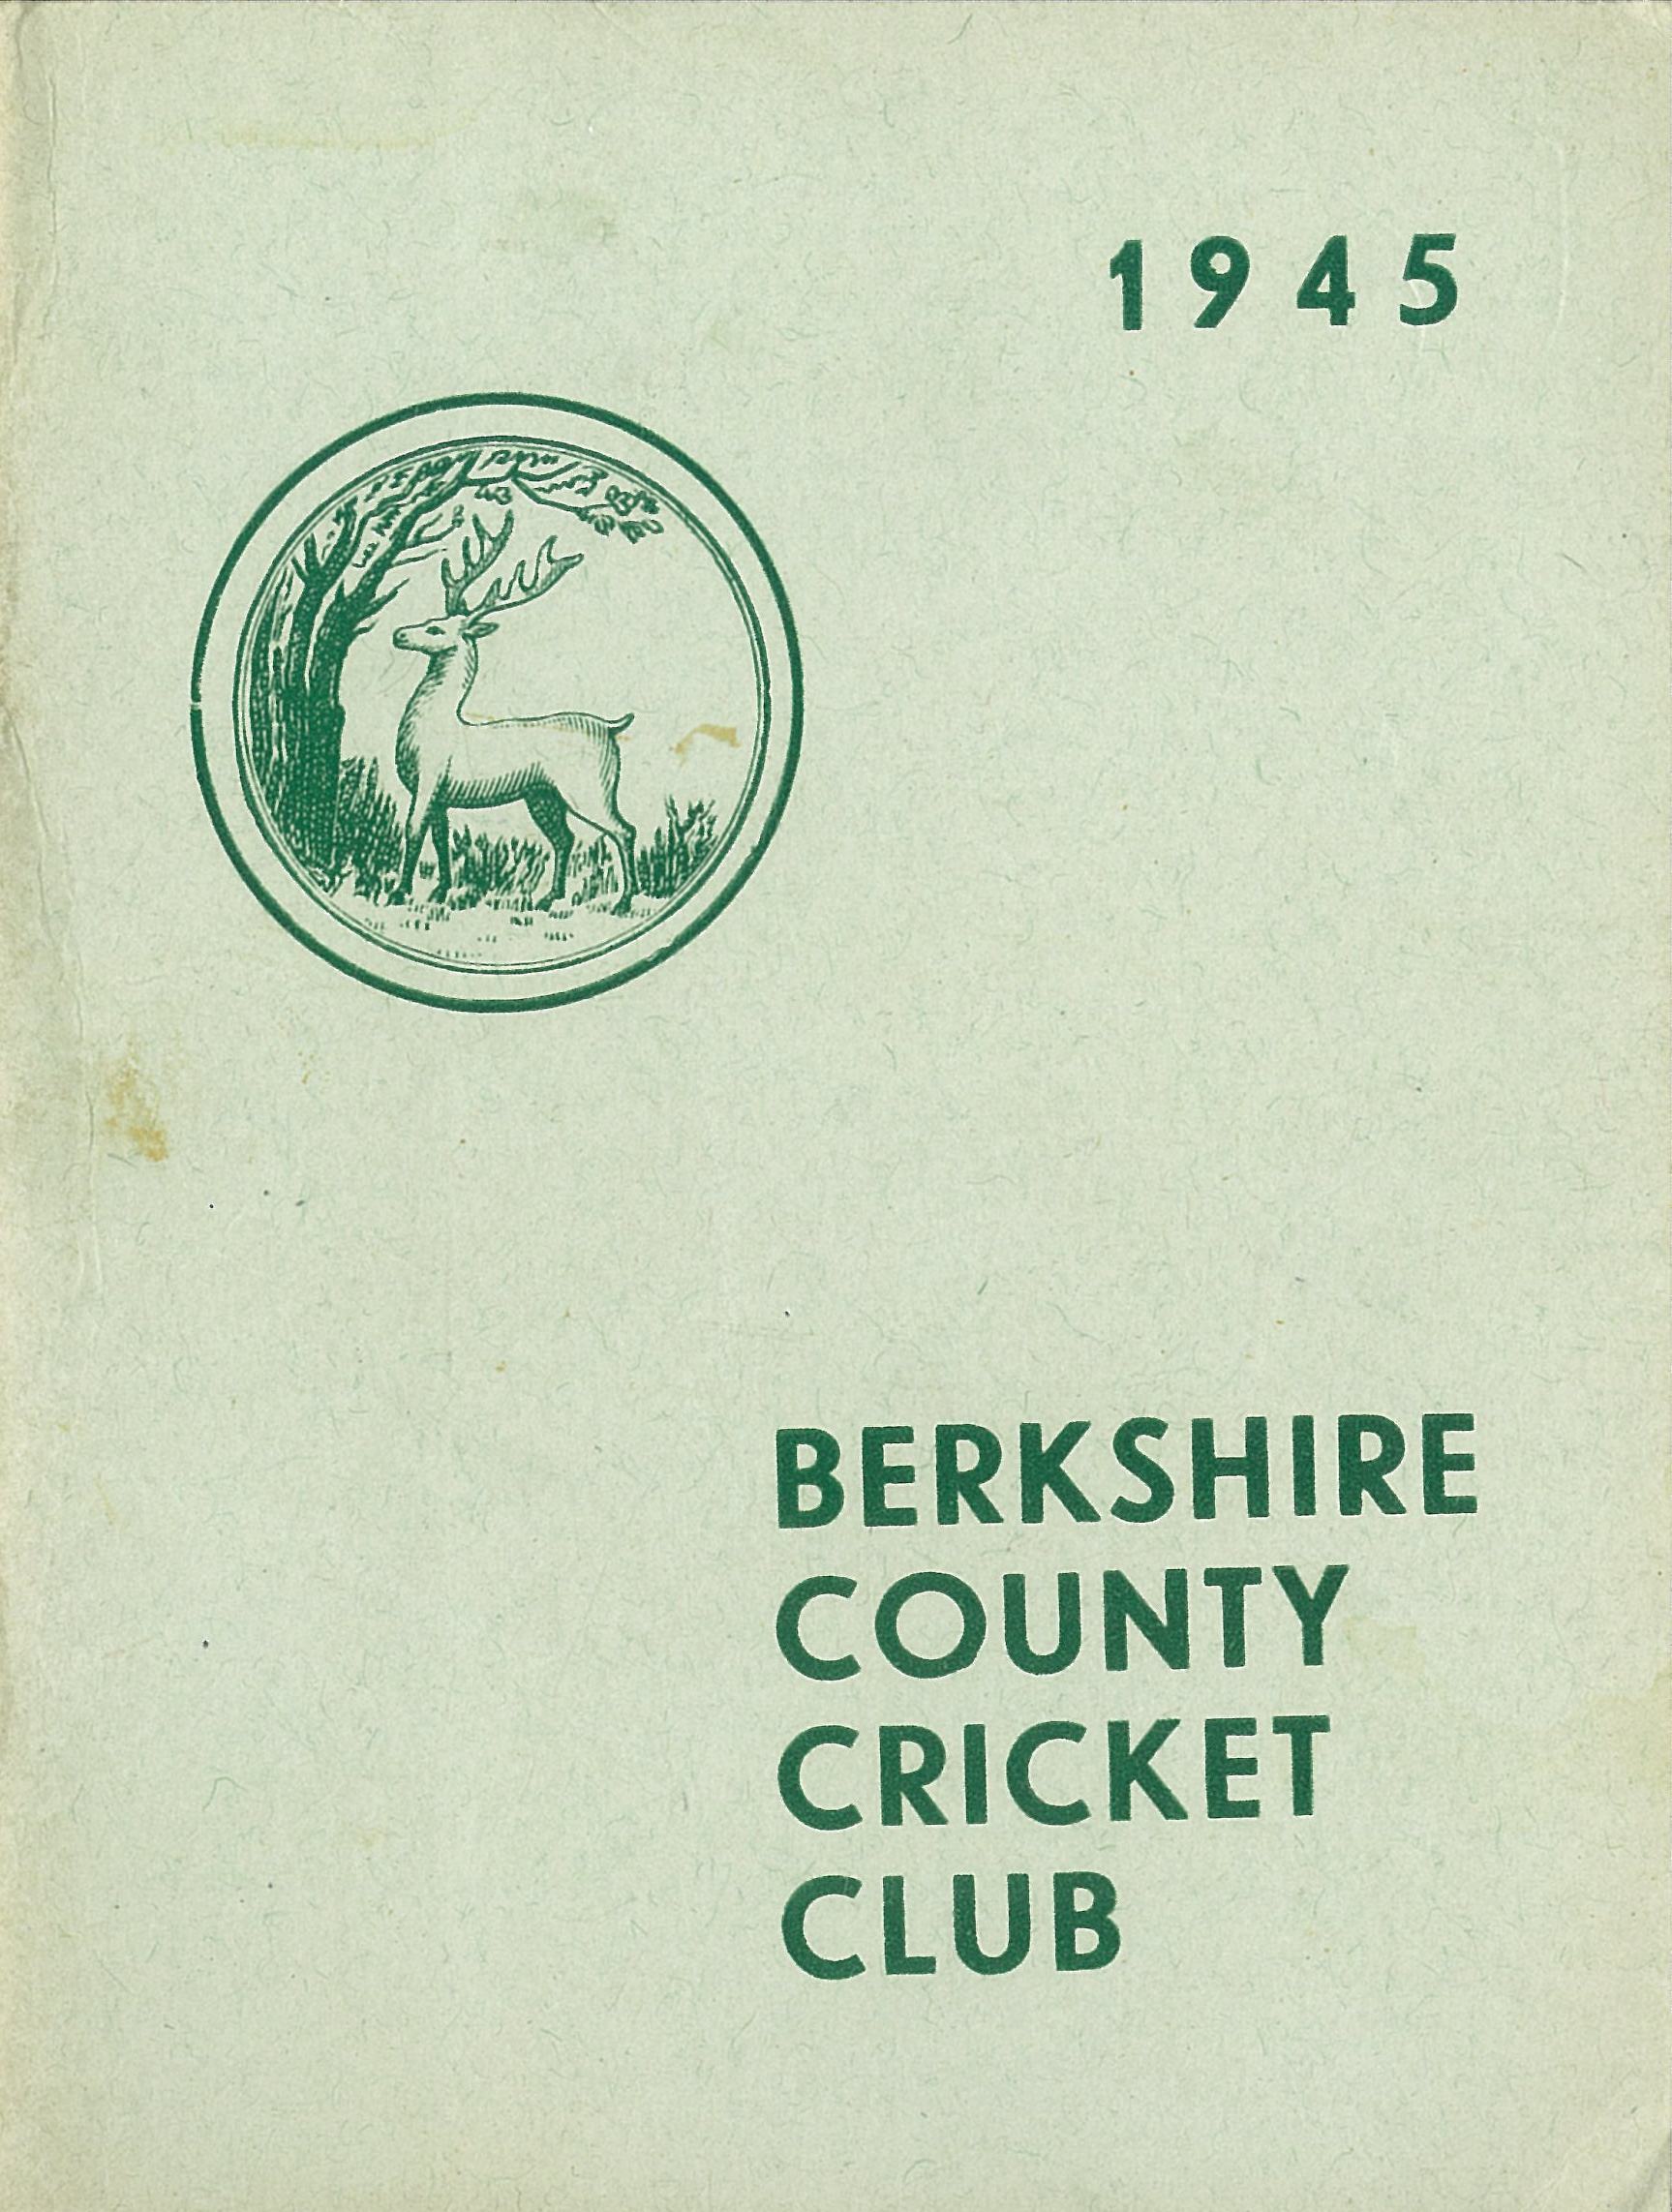 1945
BERKSHIRE
COUNTY
CRICKET
CLUB